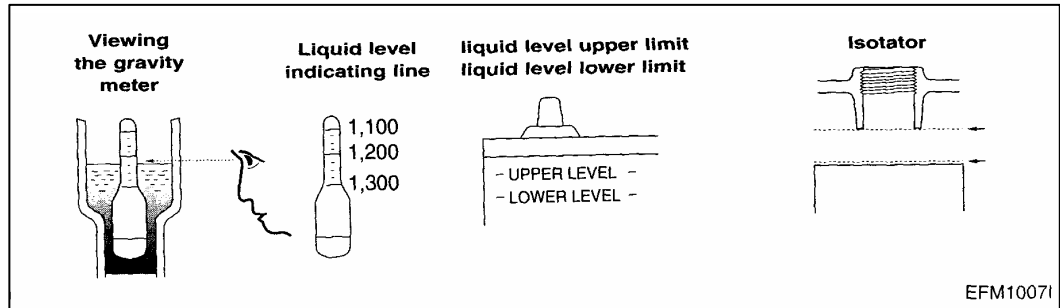 Viewing
the gravity
meter
Liquid level
indicating line
1,100
1,200
1,300
liquid level upper limit
liquid level lower limit
- UPPER LEVEL -
- LOWER LEVEL -
Isotator
EFM1007I